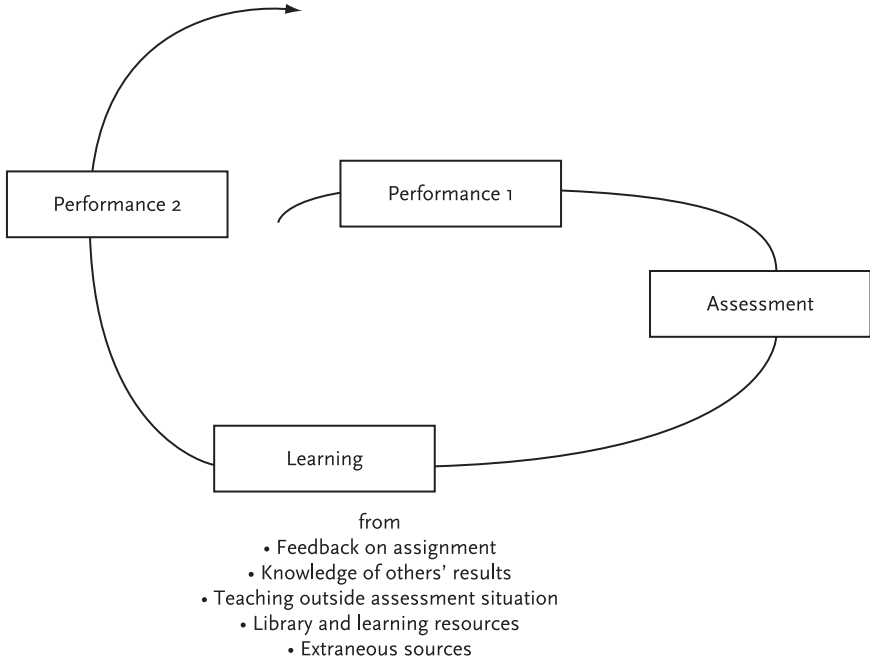 Performance 1
Performance 2
Assessment
Learning
from
• Feedback on assignment
• Knowledge of others’ results
• Teaching outside assessment situation
• Library and learning resources
• Extraneous sources